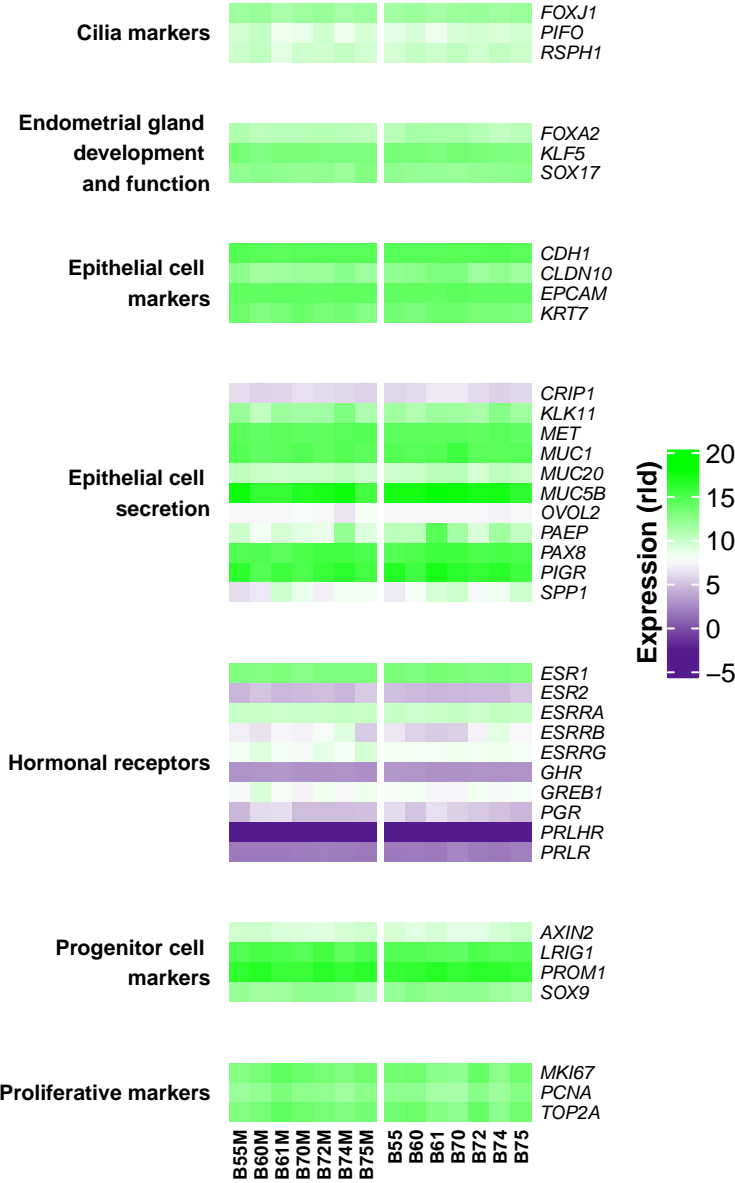 Cilia markers
FOXJ1
PIFO
RSPH1
Endometrial gland
development
and function
FOXA2
KLF5
SOX17
Epithelial cell
markers
CDH1
CLDN10
EPCAM
KRT7
Epithelial cell
secretion
CRIP1
KLK11
MET
MUC1
MUC20
MUC5B
OVOL2
PAEP
PAX8
PIGR
SPP1
Hormonal receptors
ESR1
ESR2
ESRRA
ESRRB
ESRRG
GHR
GREB1
PGR
PRLHR
PRLR
Progenitor cell
markers
AXIN2
LRIG1
PROM1
SOX9
Proliferative markers
MKI67
PCNA
TOP2A
B55M
B60M
B61M
B70M
B72M
B74M
B75M
B55
B60
B61
B70
B72
B74
B75
Expression (rld)
20
15
10
5
0
−5